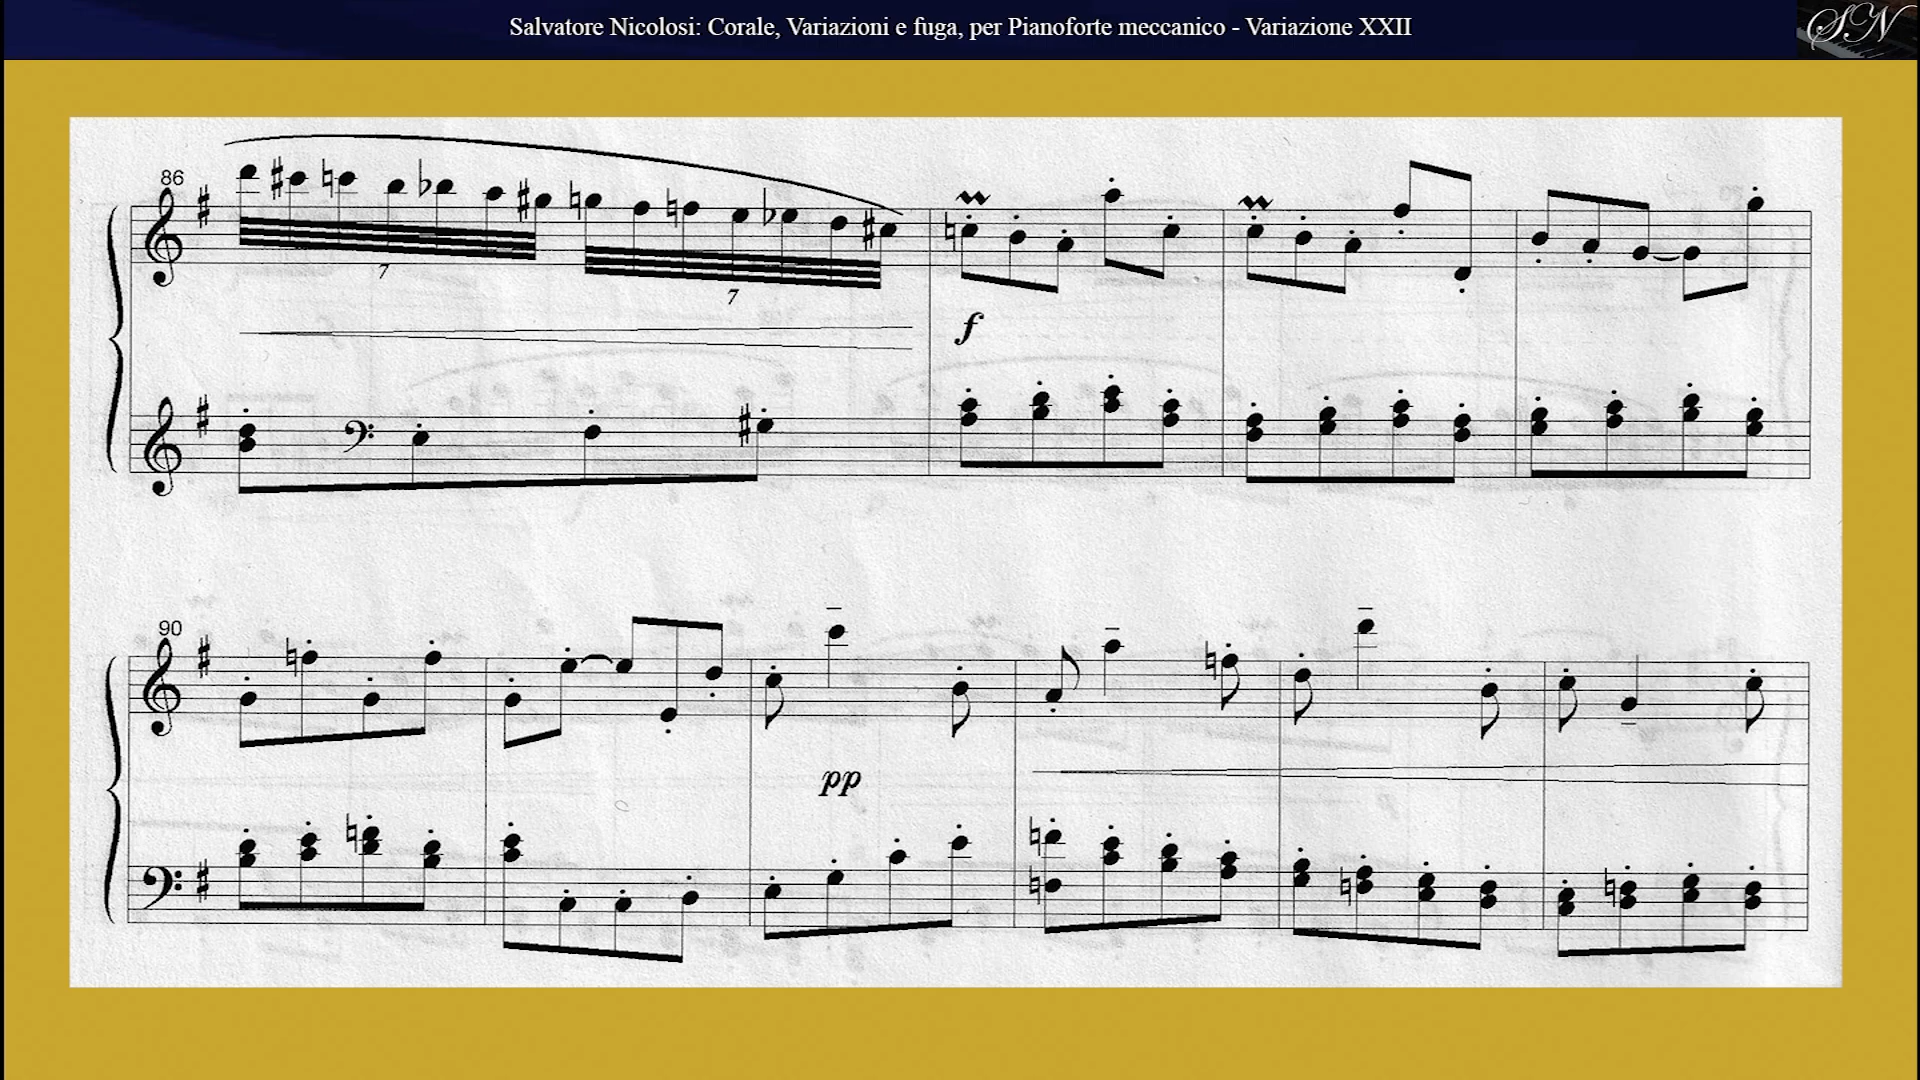 Salvatore Nicolosi: Corale, Variazioni e fuga, per Pianoforte meccanico - Variazione XXII
SN
86
7
7
f
90
pp